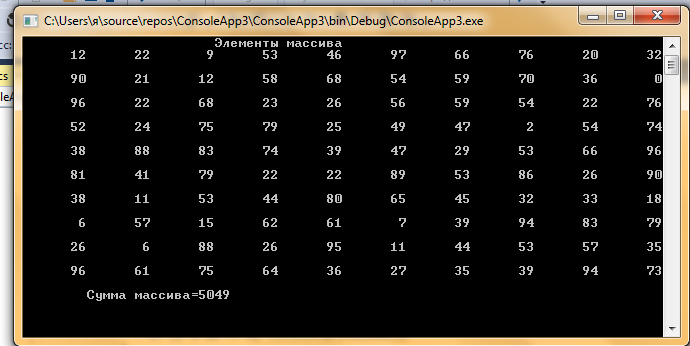 C:\Users\я\source\repos\ConsoleApp3\ConsoleApp3\bin\Debug\ConsoleApp3.exe
Элементы массива
12 22 9 53 46 97 66 76 20 32
90 21 12 58 68 54 59 70 36 0
96 22 68 23 26 56 59 54 22 76
52 24 75 79 25 49 47 2 54 74
38 88 83 74 39 47 29 53 66 96
81 41 79 22 22 89 53 86 26 90
38 11 53 44 80 65 45 32 33 18
6 57 15 62 61 7 39 94 83 79
26 6 88 26 95 11 44 53 57 35
96 61 75 64 36 27 35 39 94 73
Сумма массива=5049